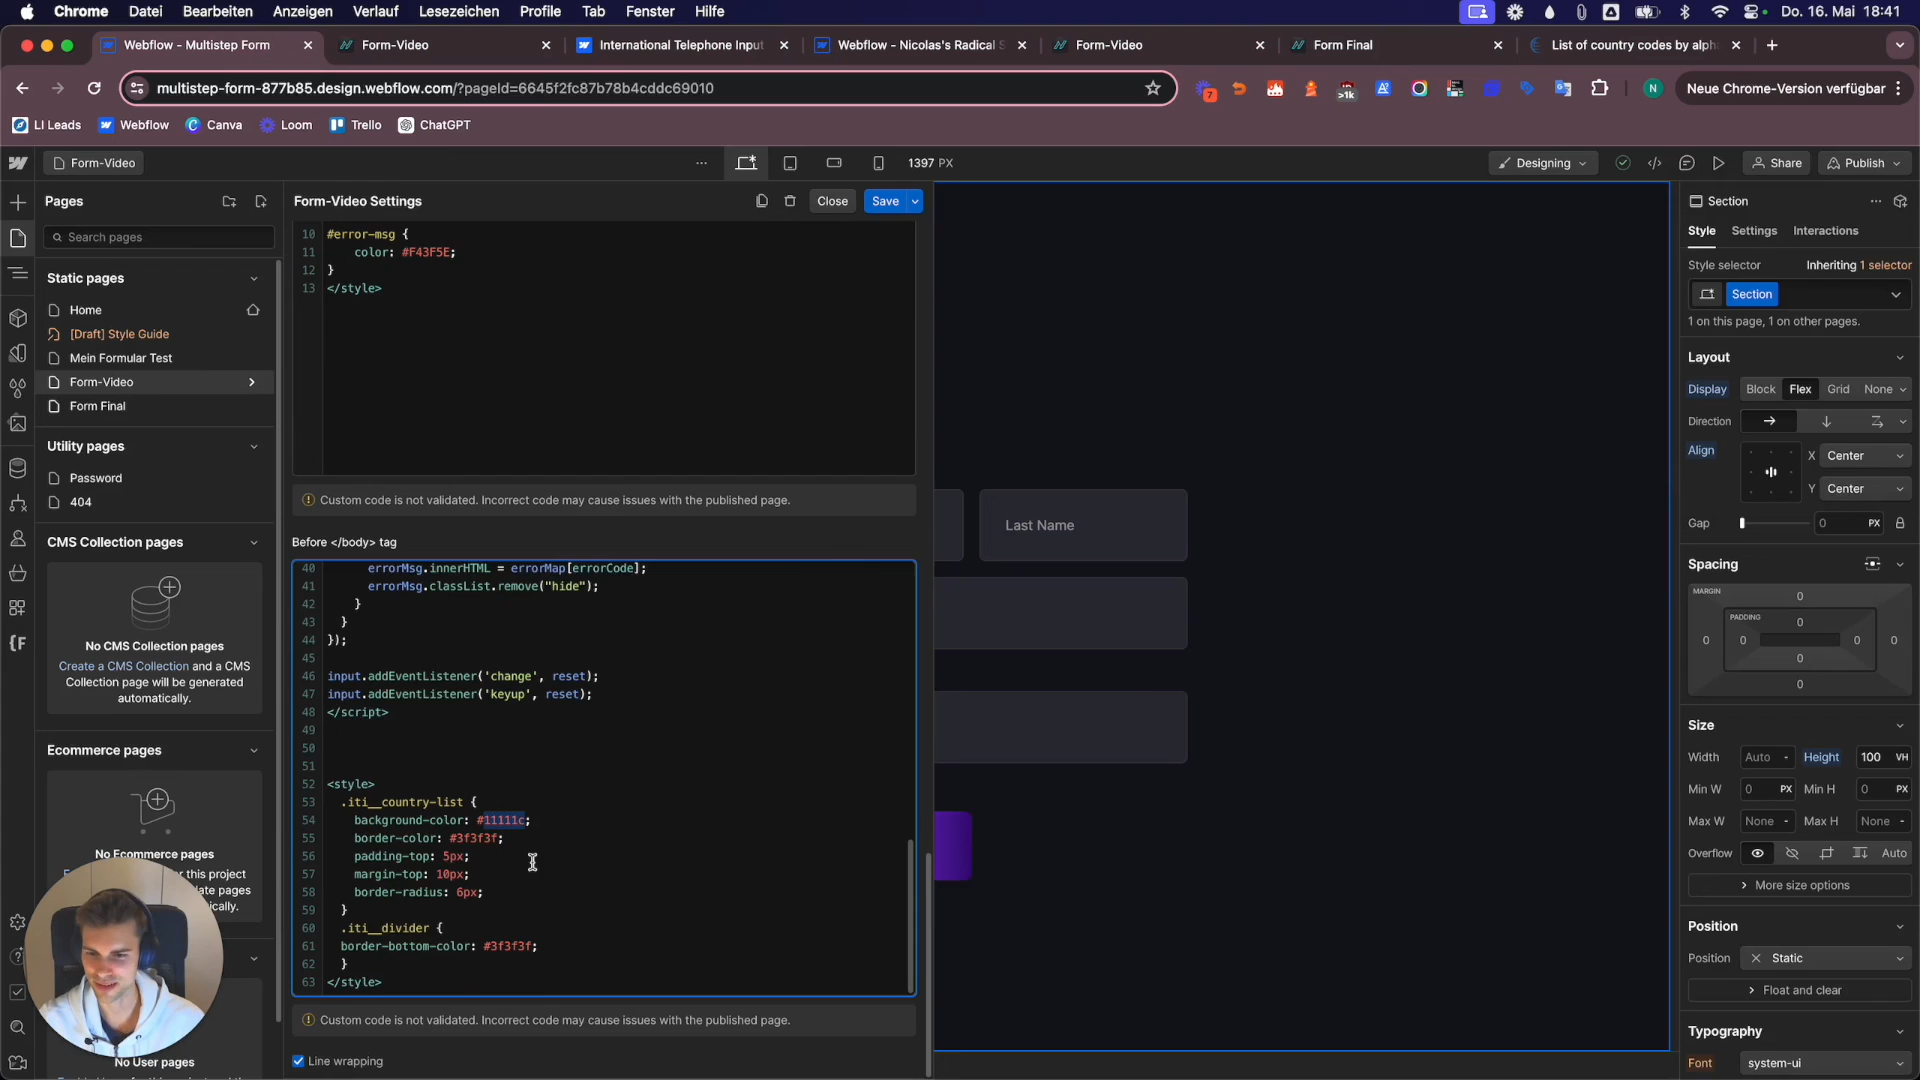 Chrome Datei Bearbeiten Anzeigen Verlauf Lesezeichen Profile Tab Fenster Hilfe Do. 16. Mai 18:41
Webflow - Multistep Form
Form-Video
International Telephone Input
Webflow - Nicolas's Radical S
Form-Video
Form Final
List of country codes by alph
multistep-form-877b85.design.webflow.com/?pageId=6645f2fc87b78b4cddc69010
7
>1k
N
Neue Chrome-Version verfügbar
LI Leads Webflow Canva Loom Trello ChatGPT
Form-Video
1397 PX
Designing
Share
Publish
Pages
Search pages
Static pages
Home
[Draft] Style Guide
Mein Formular Test
Form-Video
Form Final
Utility pages
Password
404
CMS Collection pages
No CMS Collection pages
Create a CMS Collection and a CMS
Collection page will be generated
automatically.
Ecommerce pages
No Ecommerce pages
for this project
No User pages
Form-Video Settings
Close
Save
10 #error-msg {
11 color: #F43F5E;
12 }
13 </style>
Custom code is not validated. Incorrect code may cause issues with the published page.
Before </body> tag
40 errorMsg.innerHTML = errorMap[errorCode];
41 errorMsg.classList.remove("hide");
42 }
43 }
44 });
45
46 input.addEventListener('change', reset);
47 input.addEventListener('keyup', reset);
48 </script>
49
50
51
52 <style>
53 .iti__country-list {
54 background-color: #11111c;
55 border-color: #3f3f3f;
56 padding-top: 5px;
57 margin-top: 10px;
58 border-radius: 6px;
59 }
60 .iti__divider {
61 border-bottom-color: #3f3f3f;
62 }
63 </style>
Custom code is not validated. Incorrect code may cause issues with the published page.
Line wrapping
Last Name
Section
Style Settings Interactions
Style selector Inheriting 1 selector
Section
1 on this page, 1 on other pages.
Layout
Display Block Flex Grid None
Direction
Align X Center
Y Center
Gap 0 PX
Spacing
MARGIN 0
PADDING 0
0 0 0 0
0
0
Size
Width Auto - Height 100 VH
Min W 0 PX Min H 0 PX
Max W None - Max H None -
Overflow Auto
More size options
Position
Position Static
Float and clear
Typography
Font system-ui